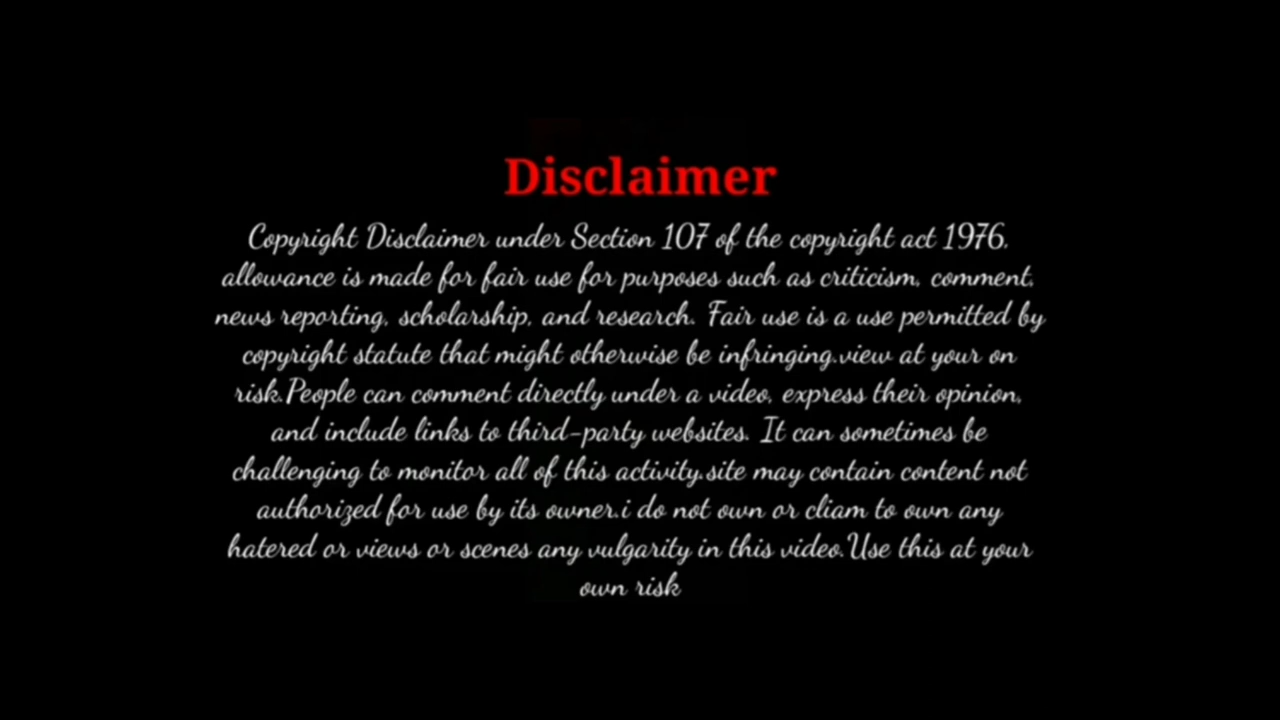 Disclaimer
Copyright Disclaimer under Section 107 of the copyright act 1976,
allowance is made for fair use for purposes such as criticism, comment,
news reporting, scholarship, and research. Fair use is a use permitted by
copyright statute that might otherwise be infringing.view at your on
risk.People can comment directly under a video, express their opinion,
and include links to third-party websites. It can sometimes be
challenging to monitor all of this activity.site may contain content not
authorized for use by its owner.i do not own or cliam to own any
hatered or views or scenes any vulgarity in this video.Use this at your
own risk